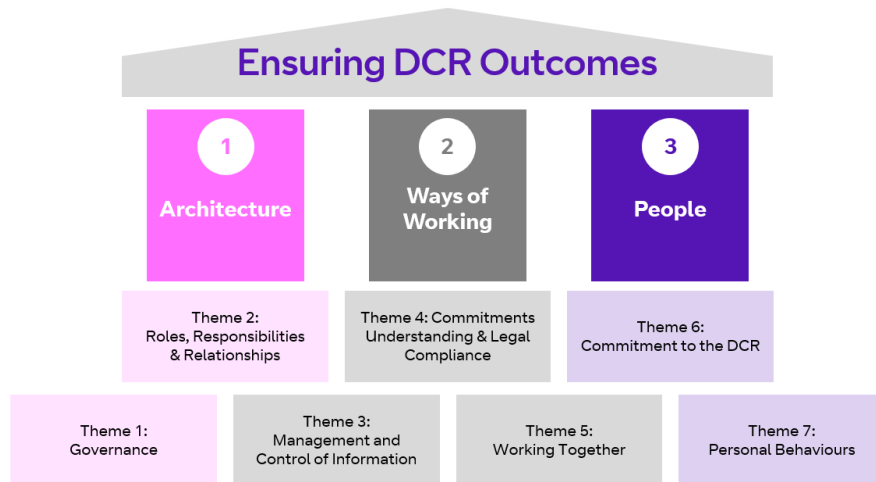 Ensuring DCR Outcomes
1
2
3
Architecture
Ways of
Working
People
Theme 2:
Roles, Responsibilities
& Relationships
Theme 4: Commitments
Understanding & Legal
Compliance
Theme 6:
Commitment to the DCR
Theme 1:
Governance
Theme 3:
Management and
Control of Information
Theme 5:
Working Together
Theme 7:
Personal Behaviours